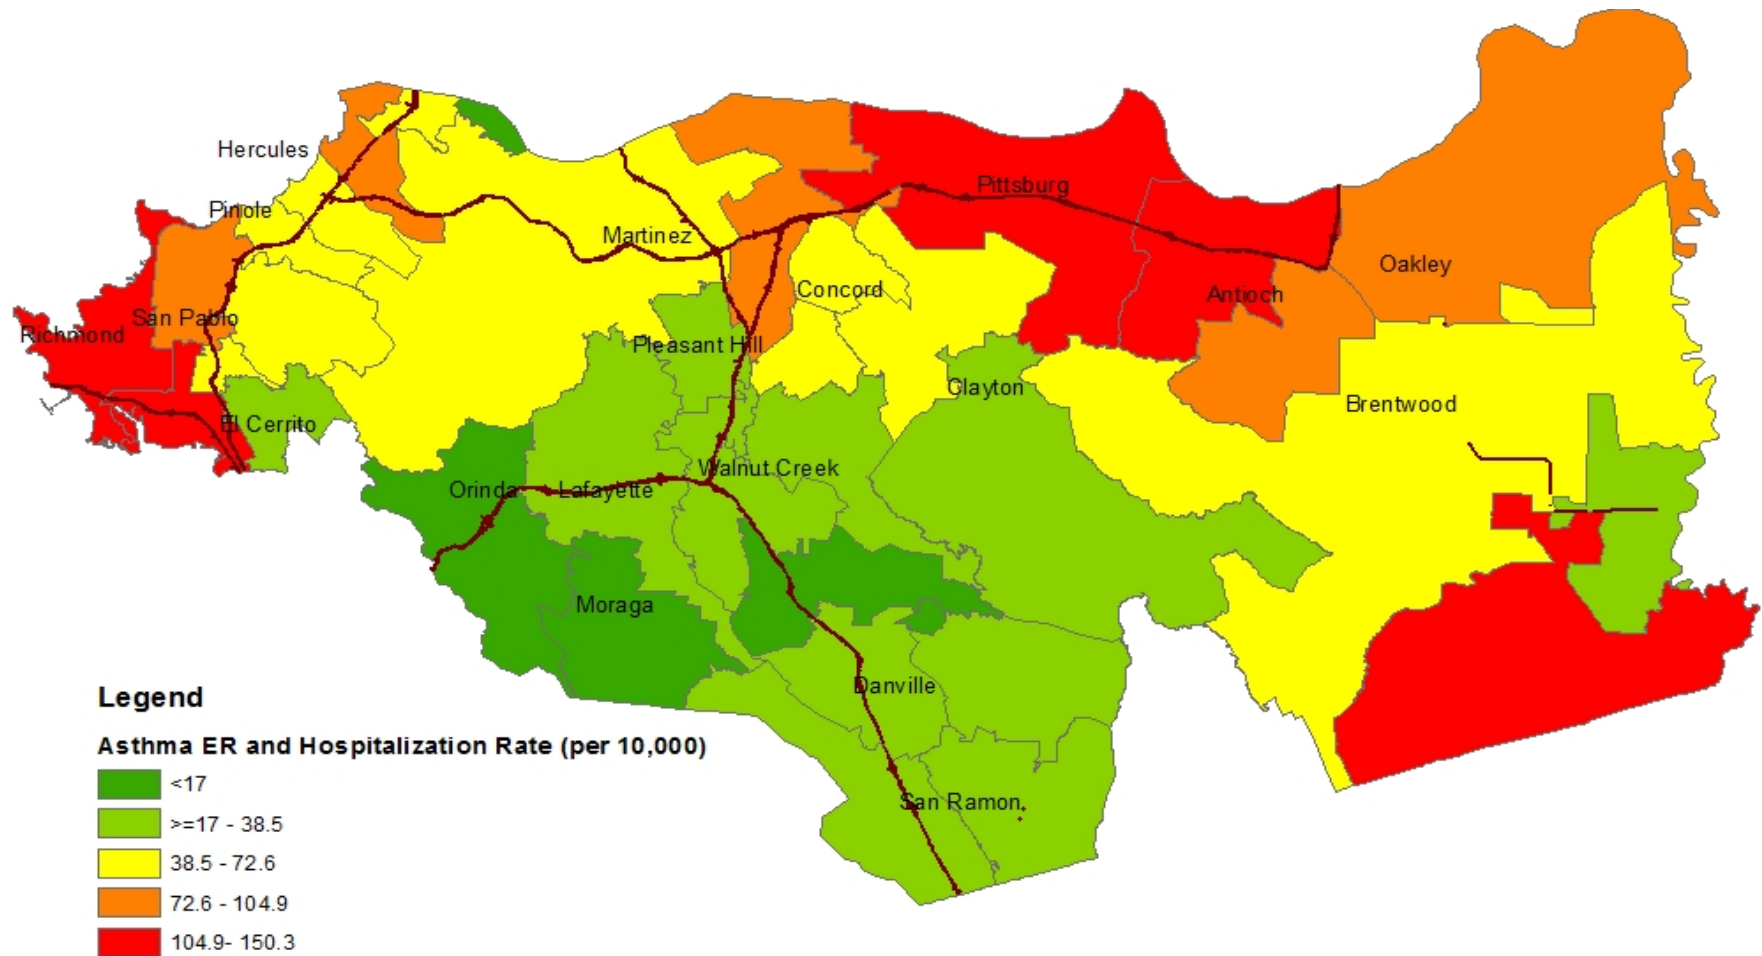 Hercules
Pinole
Pittsburg
Martinez
Oakley
Concord
Antioch
San Pablo
Richmond
Pleasant Hill
Clayton
Brentwood
El Cerrito
Walnut Creek
Orinda
Lafayette
Moraga
Danville
San Ramon
Legend
Asthma ER and Hospitalization Rate (per 10,000)
<17
>=17 - 38.5
38.5 - 72.6
72.6 - 104.9
104.9- 150.3